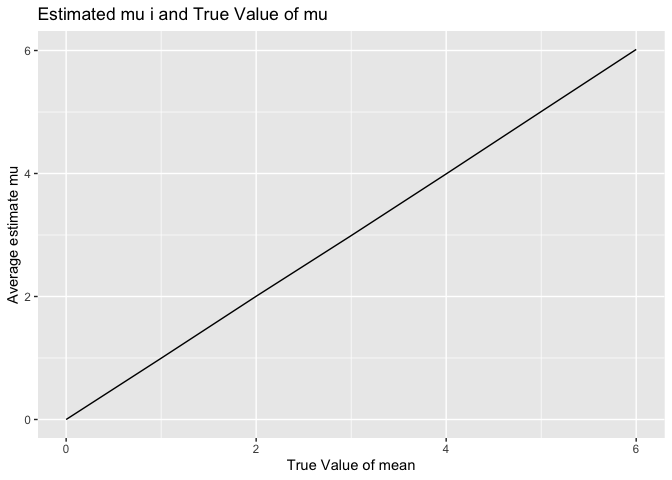 Estimated mu i and True Value of mu
Average estimate mu
6
4
2
0
0 2 4 6
True Value of mean